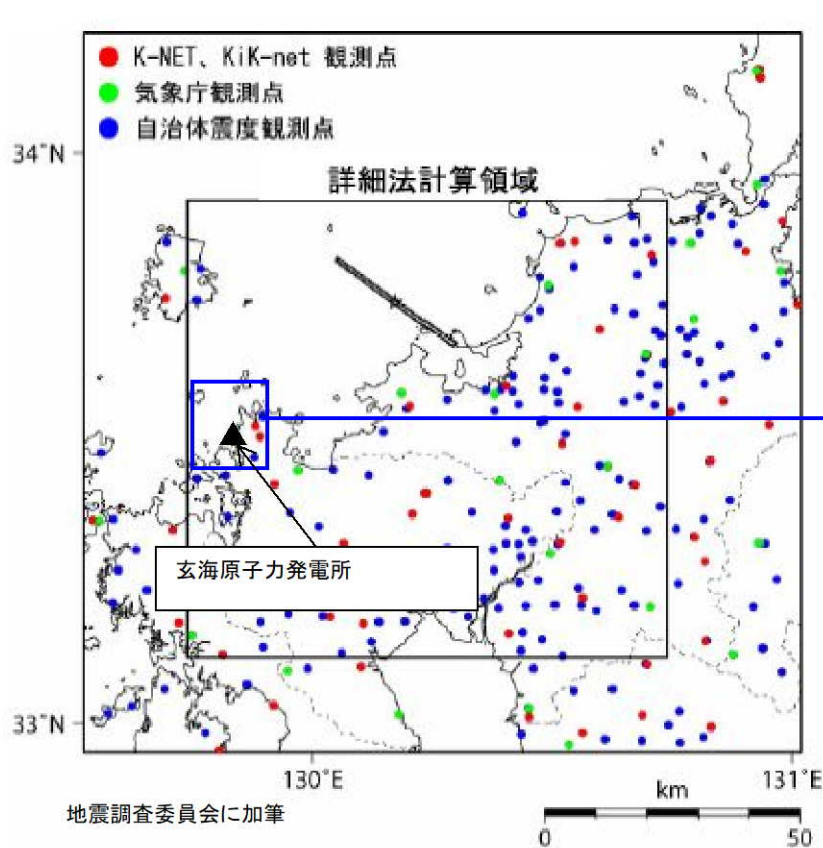 K-NET、KiK-net 観測点
気象庁観測点
自治体震度観測点
34°N
詳細法計算領域
玄海原子力発電所
33°N
130°E
131°E
km
地震調査委員会に加筆
0
50